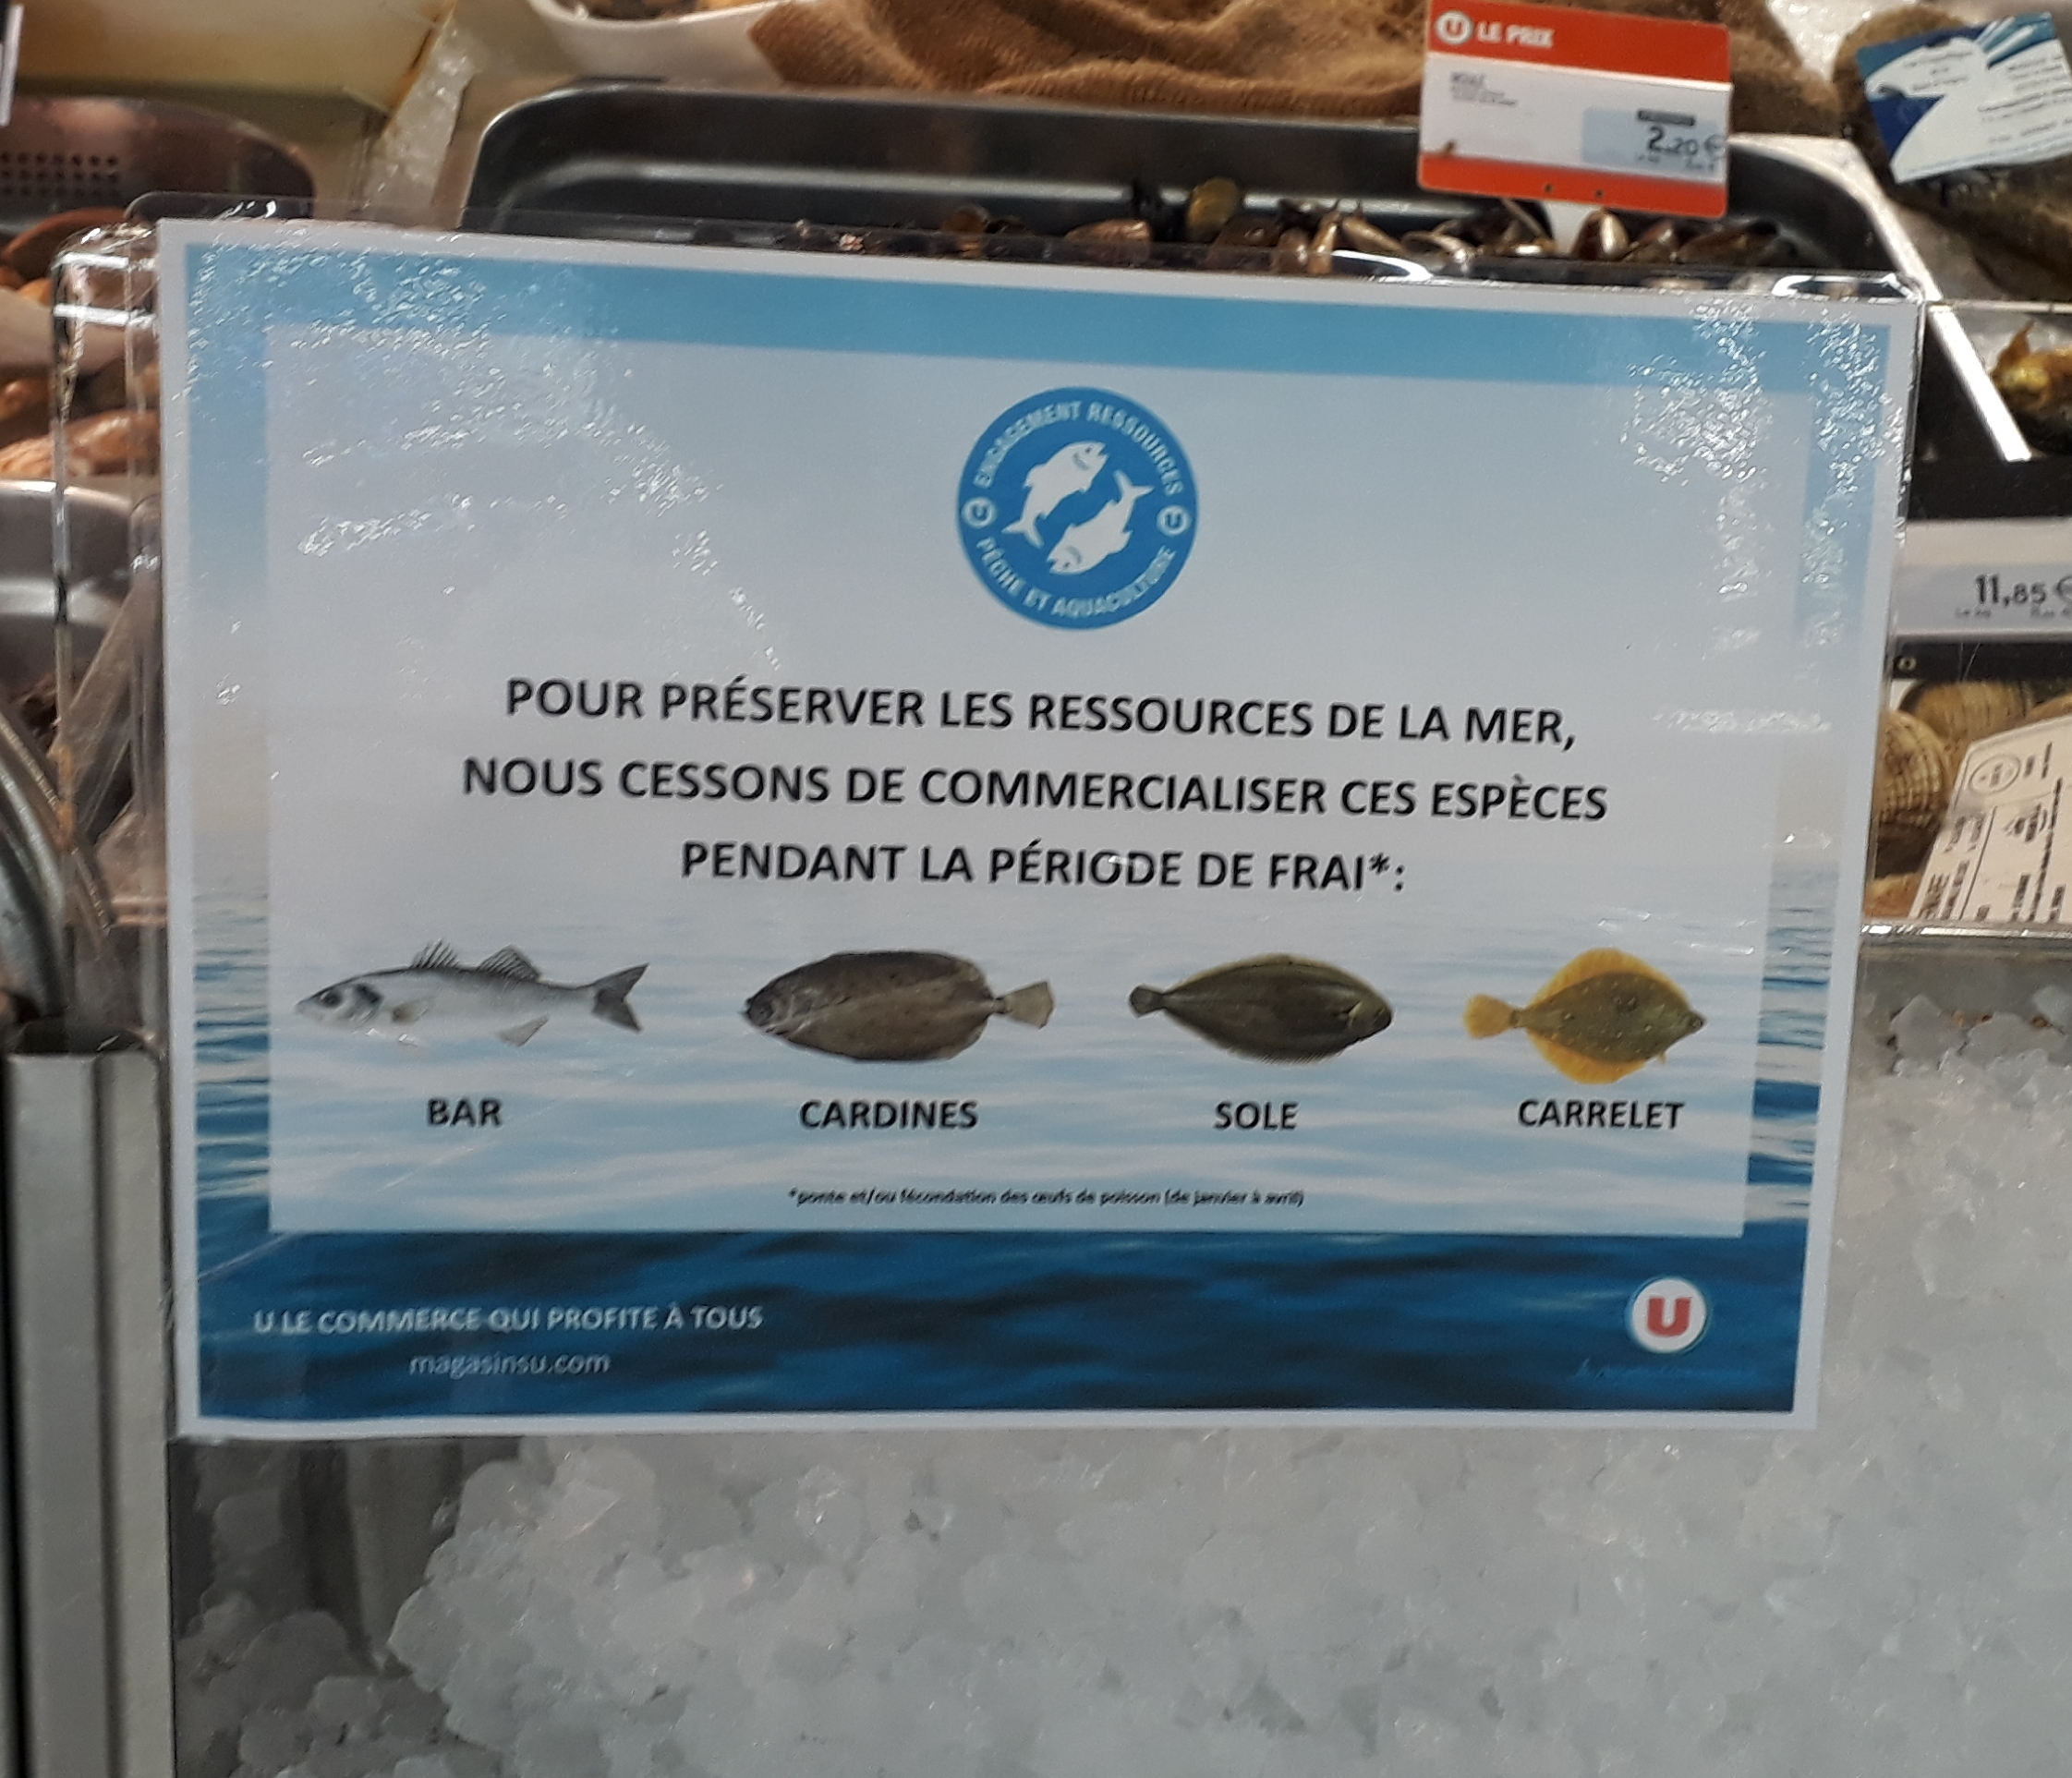 U LE PRIX
2.20 €
11,85 €
ENGAGEMENT RESSOURCES
U U
PÊCHE ET AQUACULTURE
POUR PRÉSERVER LES RESSOURCES DE LA MER,
NOUS CESSONS DE COMMERCIALISER CES ESPÈCES
PENDANT LA PÉRIODE DE FRAI*:
BAR CARDINES SOLE CARRELET
*ponte et/ou fécondation des œufs de poisson (de janvier à avril)
U LE COMMERCE QUI PROFITE À TOUS
magasinsu.com
U